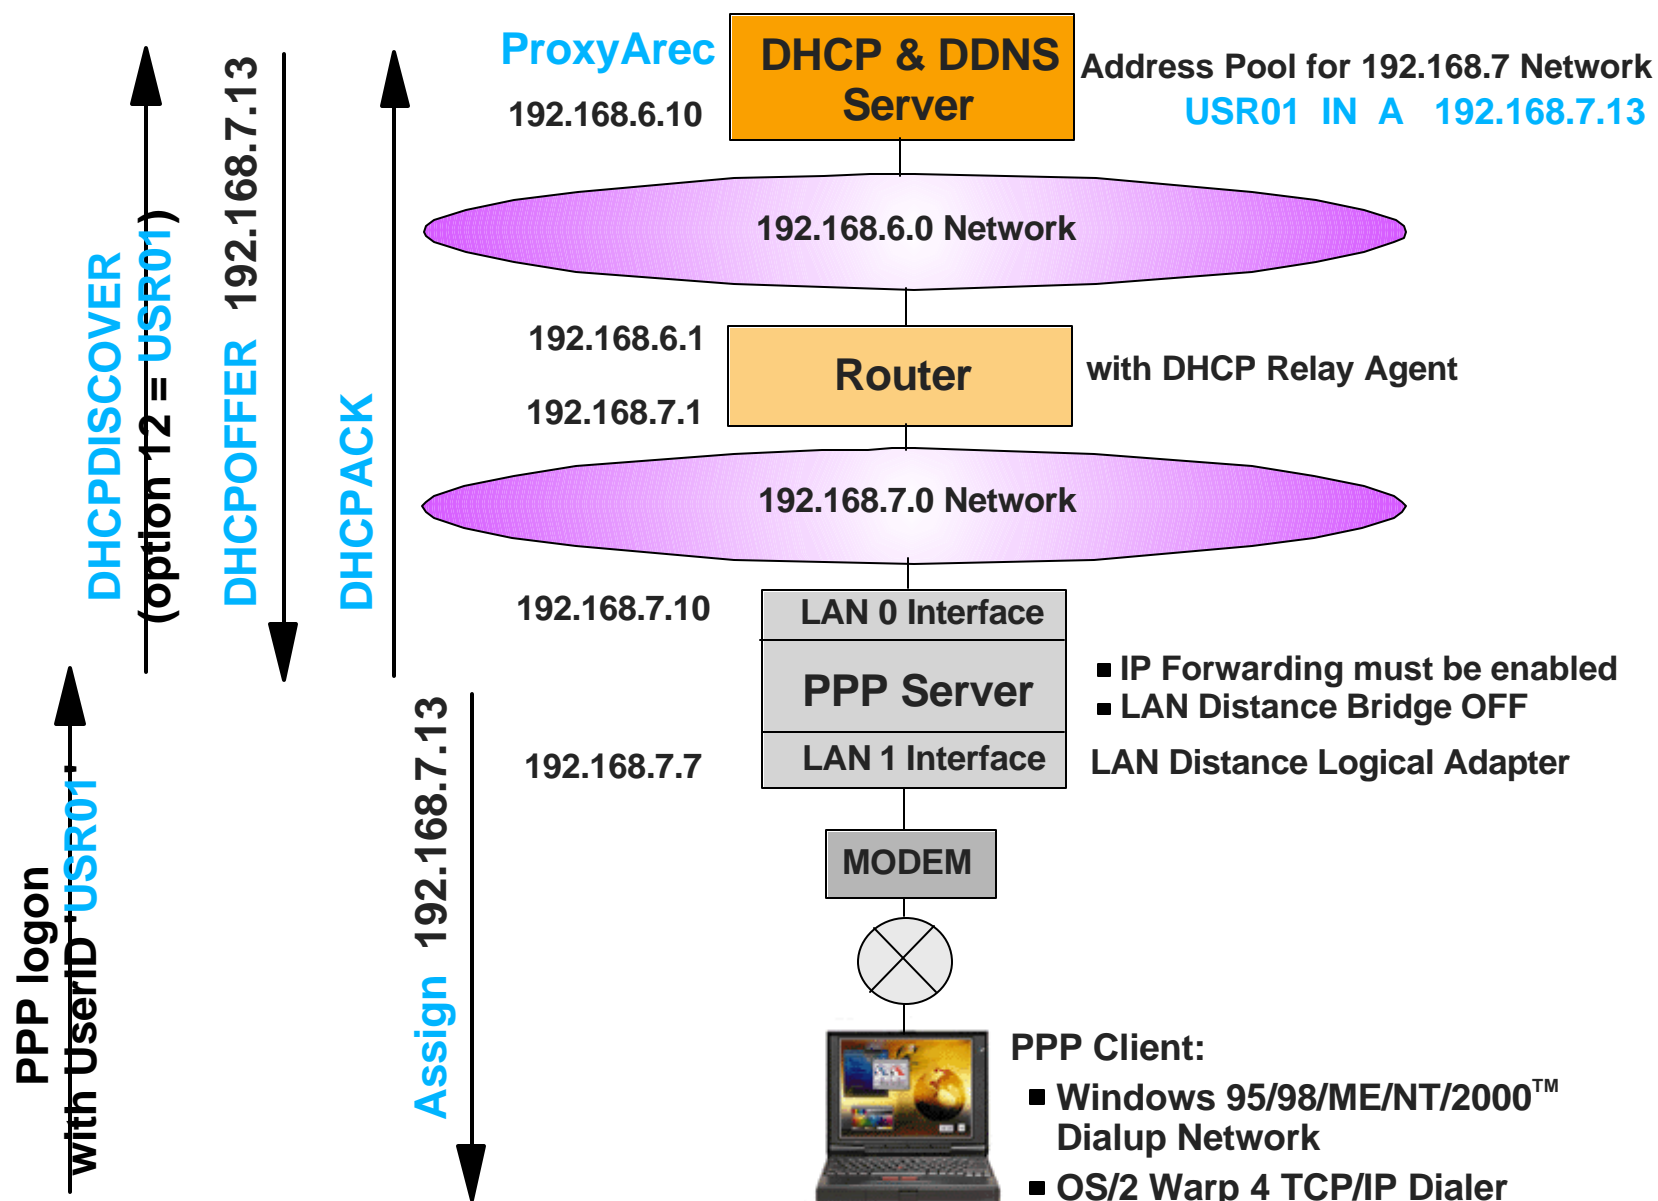 ProxyArec
192.168.6.10
DHCP & DDNS
Server
Address Pool for 192.168.7 Network
USR01 IN A 192.168.7.13
192.168.6.0 Network
192.168.6.1
192.168.7.1
Router
with DHCP Relay Agent
192.168.7.0 Network
192.168.7.10
LAN 0 Interface
PPP Server
LAN 1 Interface
192.168.7.7
IP Forwarding must be enabled
LAN Distance Bridge OFF
LAN Distance Logical Adapter
MODEM
PPP Client:
Windows 95/98/ME/NT/2000™
Dialup Network
OS/2 Warp 4 TCP/IP Dialer
PPP logon
with UserID 'USR01'
DHCPDISCOVER
(option 12 = USR01)
DHCPOFFER 192.168.7.13
DHCPACK
Assign 192.168.7.13